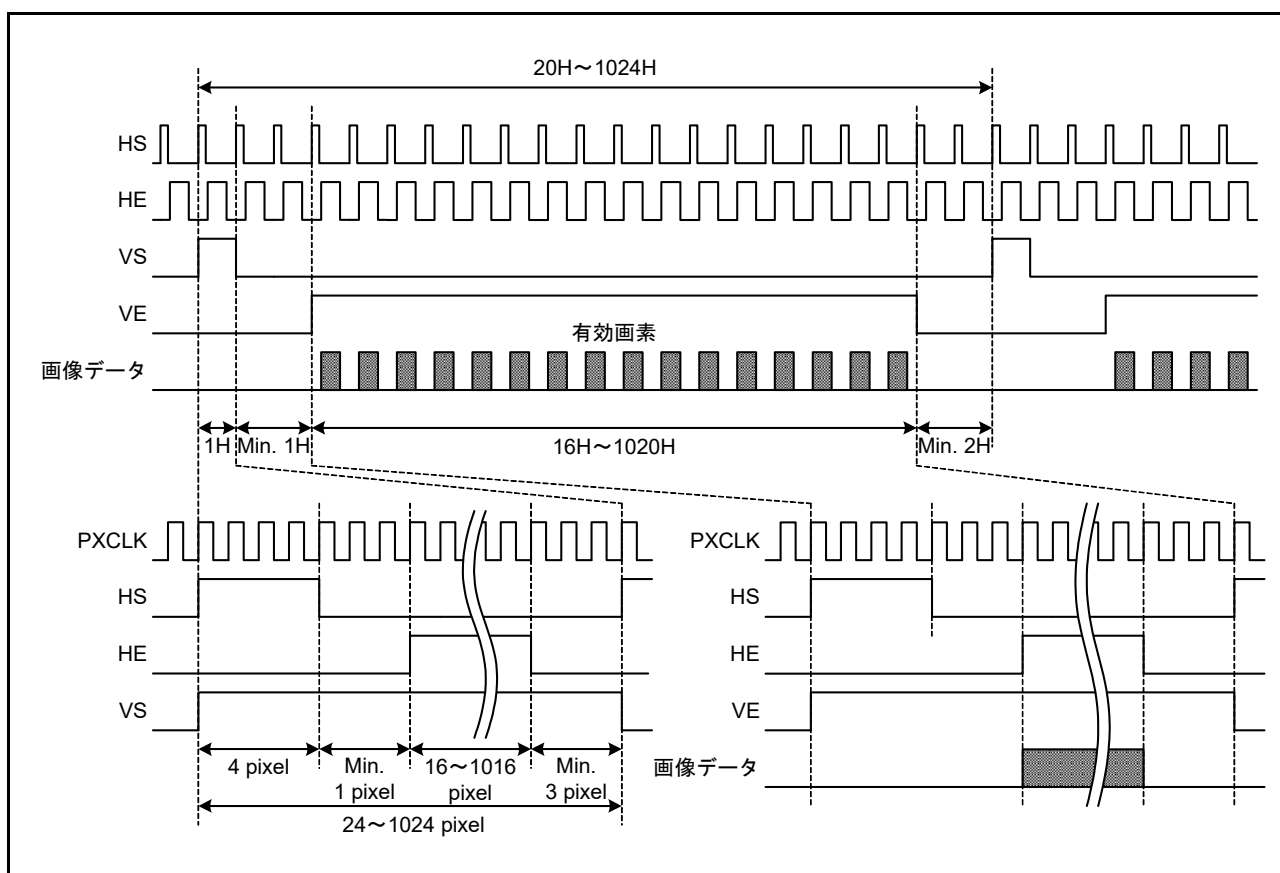 20H~1024H
HS
HE
VS
VE
有効画素
画像データ
1H
Min. 1H
16H~1020H
Min. 2H
PXCLK
HS
HE
VS
4 pixel
Min.
1 pixel
16~1016
pixel
Min.
3 pixel
24~1024 pixel
PXCLK
HS
HE
VE
画像データ